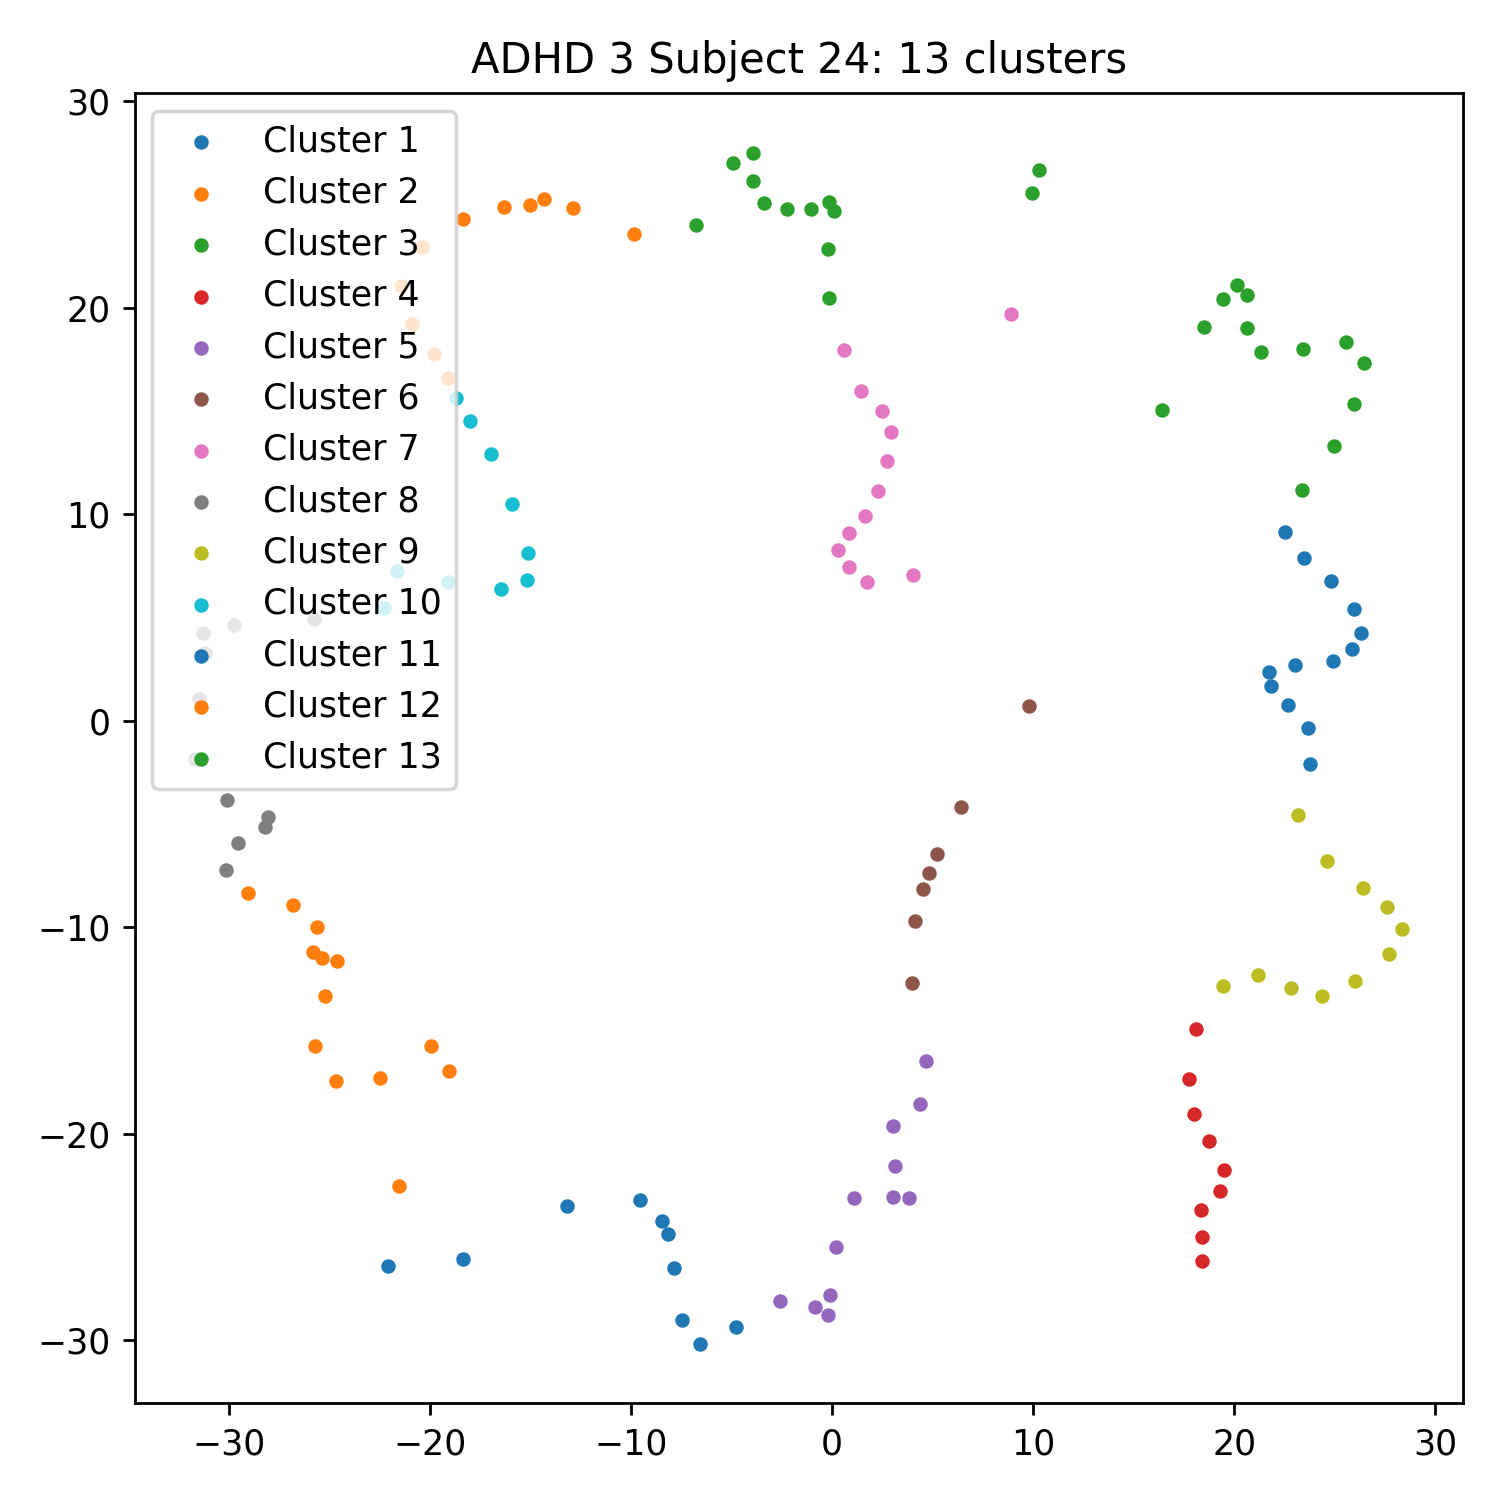 ADHD 3 Subject 24: 13 clusters
30
20
10
0
−10
−20
−30
Cluster 1
Cluster 2
Cluster 3
Cluster 4
Cluster 5
Cluster 6
Cluster 7
Cluster 8
Cluster 9
Cluster 10
Cluster 11
Cluster 12
Cluster 13
−30 −20 −10 0 10 20 30